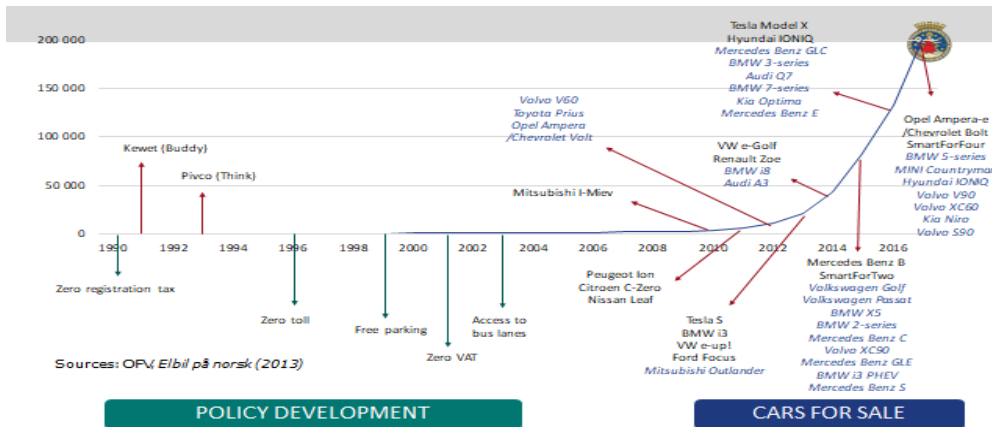 200 000
150 000
100 000
50 000
0
Kewet (Buddy)
Pivco (Think)
Volvo V60
Toyota Prius
Opel Ampera
/Chevrolet Volt
Mitsubishi I-Miev
Tesla Model X
Hyundai IONIQ
Mercedes Benz GLC
BMW 3-series
Audi Q7
BMW 7-series
Kia Optima
Mercedes Benz E
VW e-Golf
Renault Zoe
BMW i8
Audi A3
Opel Ampera-e
/Chevrolet Bolt
SmartForFour
BMW 5-series
MINI Countryman
Hyundai IONIQ
Volvo V90
Volvo XC60
Kia Niro
Volvo S90
1990 1992 1994 1996 1998 2000 2002 2004 2006 2008 2010 2012 2014 2016
Zero registration tax
Zero toll
Free parking
Zero VAT
Access to
bus lanes
Peugeot Ion
Citroen C-Zero
Nissan Leaf
Tesla S
BMW i3
VW e-up!
Ford Focus
Mitsubishi Outlander
Mercedes Benz B
SmartForTwo
Volkswagen Golf
Volkswagen Passat
BMW X5
BMW 2-series
Mercedes Benz C
Volvo XC90
Mercedes Benz GLE
BMW i3 PHEV
Mercedes Benz S
Sources: OFV, Elbil på norsk (2013)
POLICY DEVELOPMENT
CARS FOR SALE